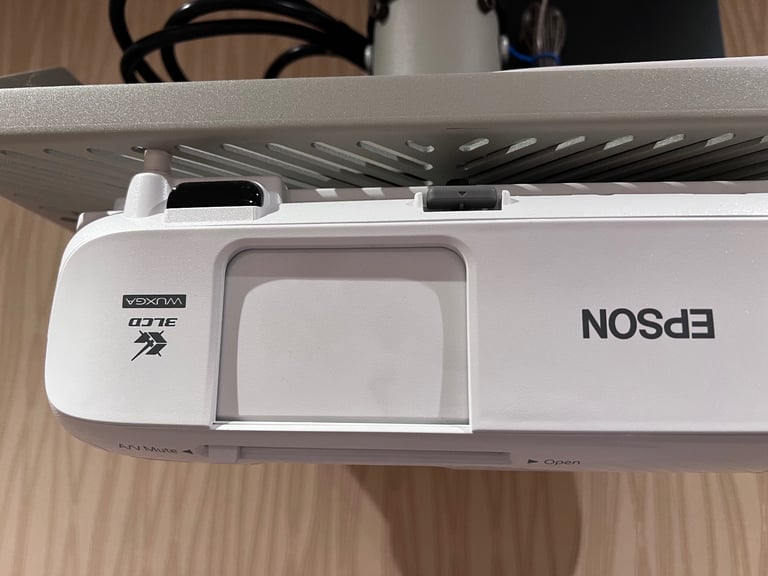 EPSON
3LCD
WUXGA
A/V Mute ◄
► Open